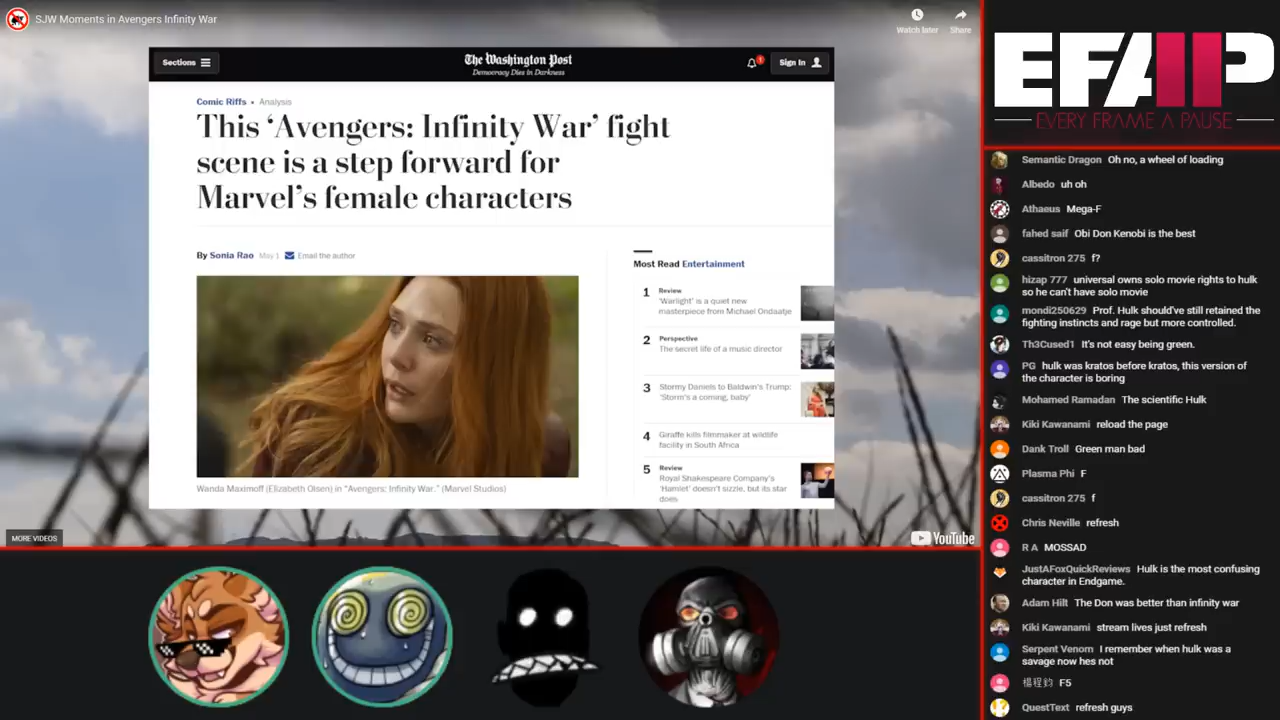 SJW Moments in Avengers Infinity War
Watch later
Share
Sections
The Washington Post
Democracy Dies in Darkness
1
Sign In
Comic Riffs • Analysis
This ‘Avengers: Infinity War’ fight
scene is a step forward for
Marvel’s female characters
By Sonia Rao May 1 Email the author
Wanda Maximoff (Elizabeth Olsen) in "Avengers: Infinity War." (Marvel Studios)
Most Read Entertainment
1 Review
'Warlight' is a quiet new
masterpiece from Michael Ondaatje
2 Perspective
The secret life of a music director
3 Stormy Daniels to Baldwin's Trump:
'Storm's a coming, baby'
4 Giraffe kills filmmaker at wildlife
facility in South Africa
5 Review
Royal Shakespeare Company's
'Hamlet' doesn't sizzle, but its star
does
MORE VIDEOS
YouTube
EFAP
EVERY FRAME A PAUSE
Semantic Dragon Oh no, a wheel of loading
Albedo uh oh
Athaeus Mega-F
fahed saif Obi Don Kenobi is the best
cassitron 275 f?
hizap 777 universal owns solo movie rights to hulk
so he can't have solo movie
mondi250629 Prof. Hulk should've still retained the
fighting instincts and rage but more controlled.
Th3Cused1 It's not easy being green.
PG hulk was kratos before kratos, this version of
the character is boring
Mohamed Ramadan The scientific Hulk
Kiki Kawanami reload the page
Dank Troll Green man bad
Plasma Phi F
cassitron 275 f
Chris Neville refresh
R A MOSSAD
JustAFoxQuickReviews Hulk is the most confusing
character in Endgame.
Adam Hilt The Don was better than infinity war
Kiki Kawanami stream lives just refresh
Serpent Venom I remember when hulk was a
savage now hes not
楊程鈞 F5
QuestText refresh guys